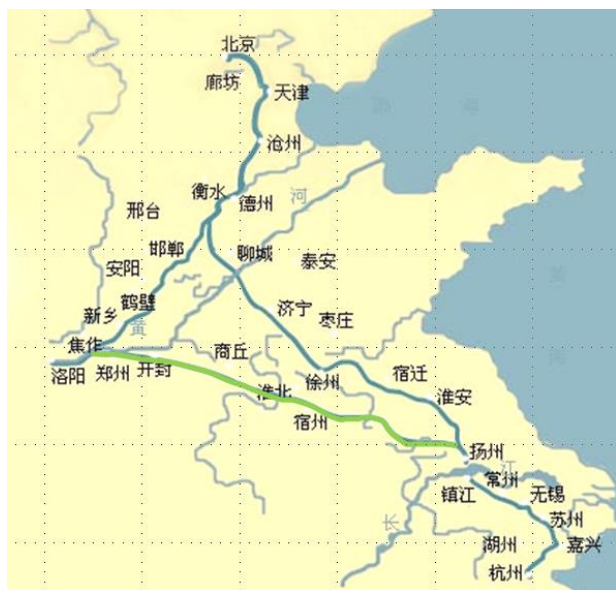 北京
廊坊
天津
沧州
衡水
德州
河
邢台
邯郸
聊城
泰安
安阳
鹤壁
济宁
新乡
黄
枣庄
焦作
商丘
洛阳
郑州
开封
徐州
宿迁
淮北
淮安
宿州
扬州
江
常州
镇江
无锡
长
苏州
湖州
嘉兴
杭州